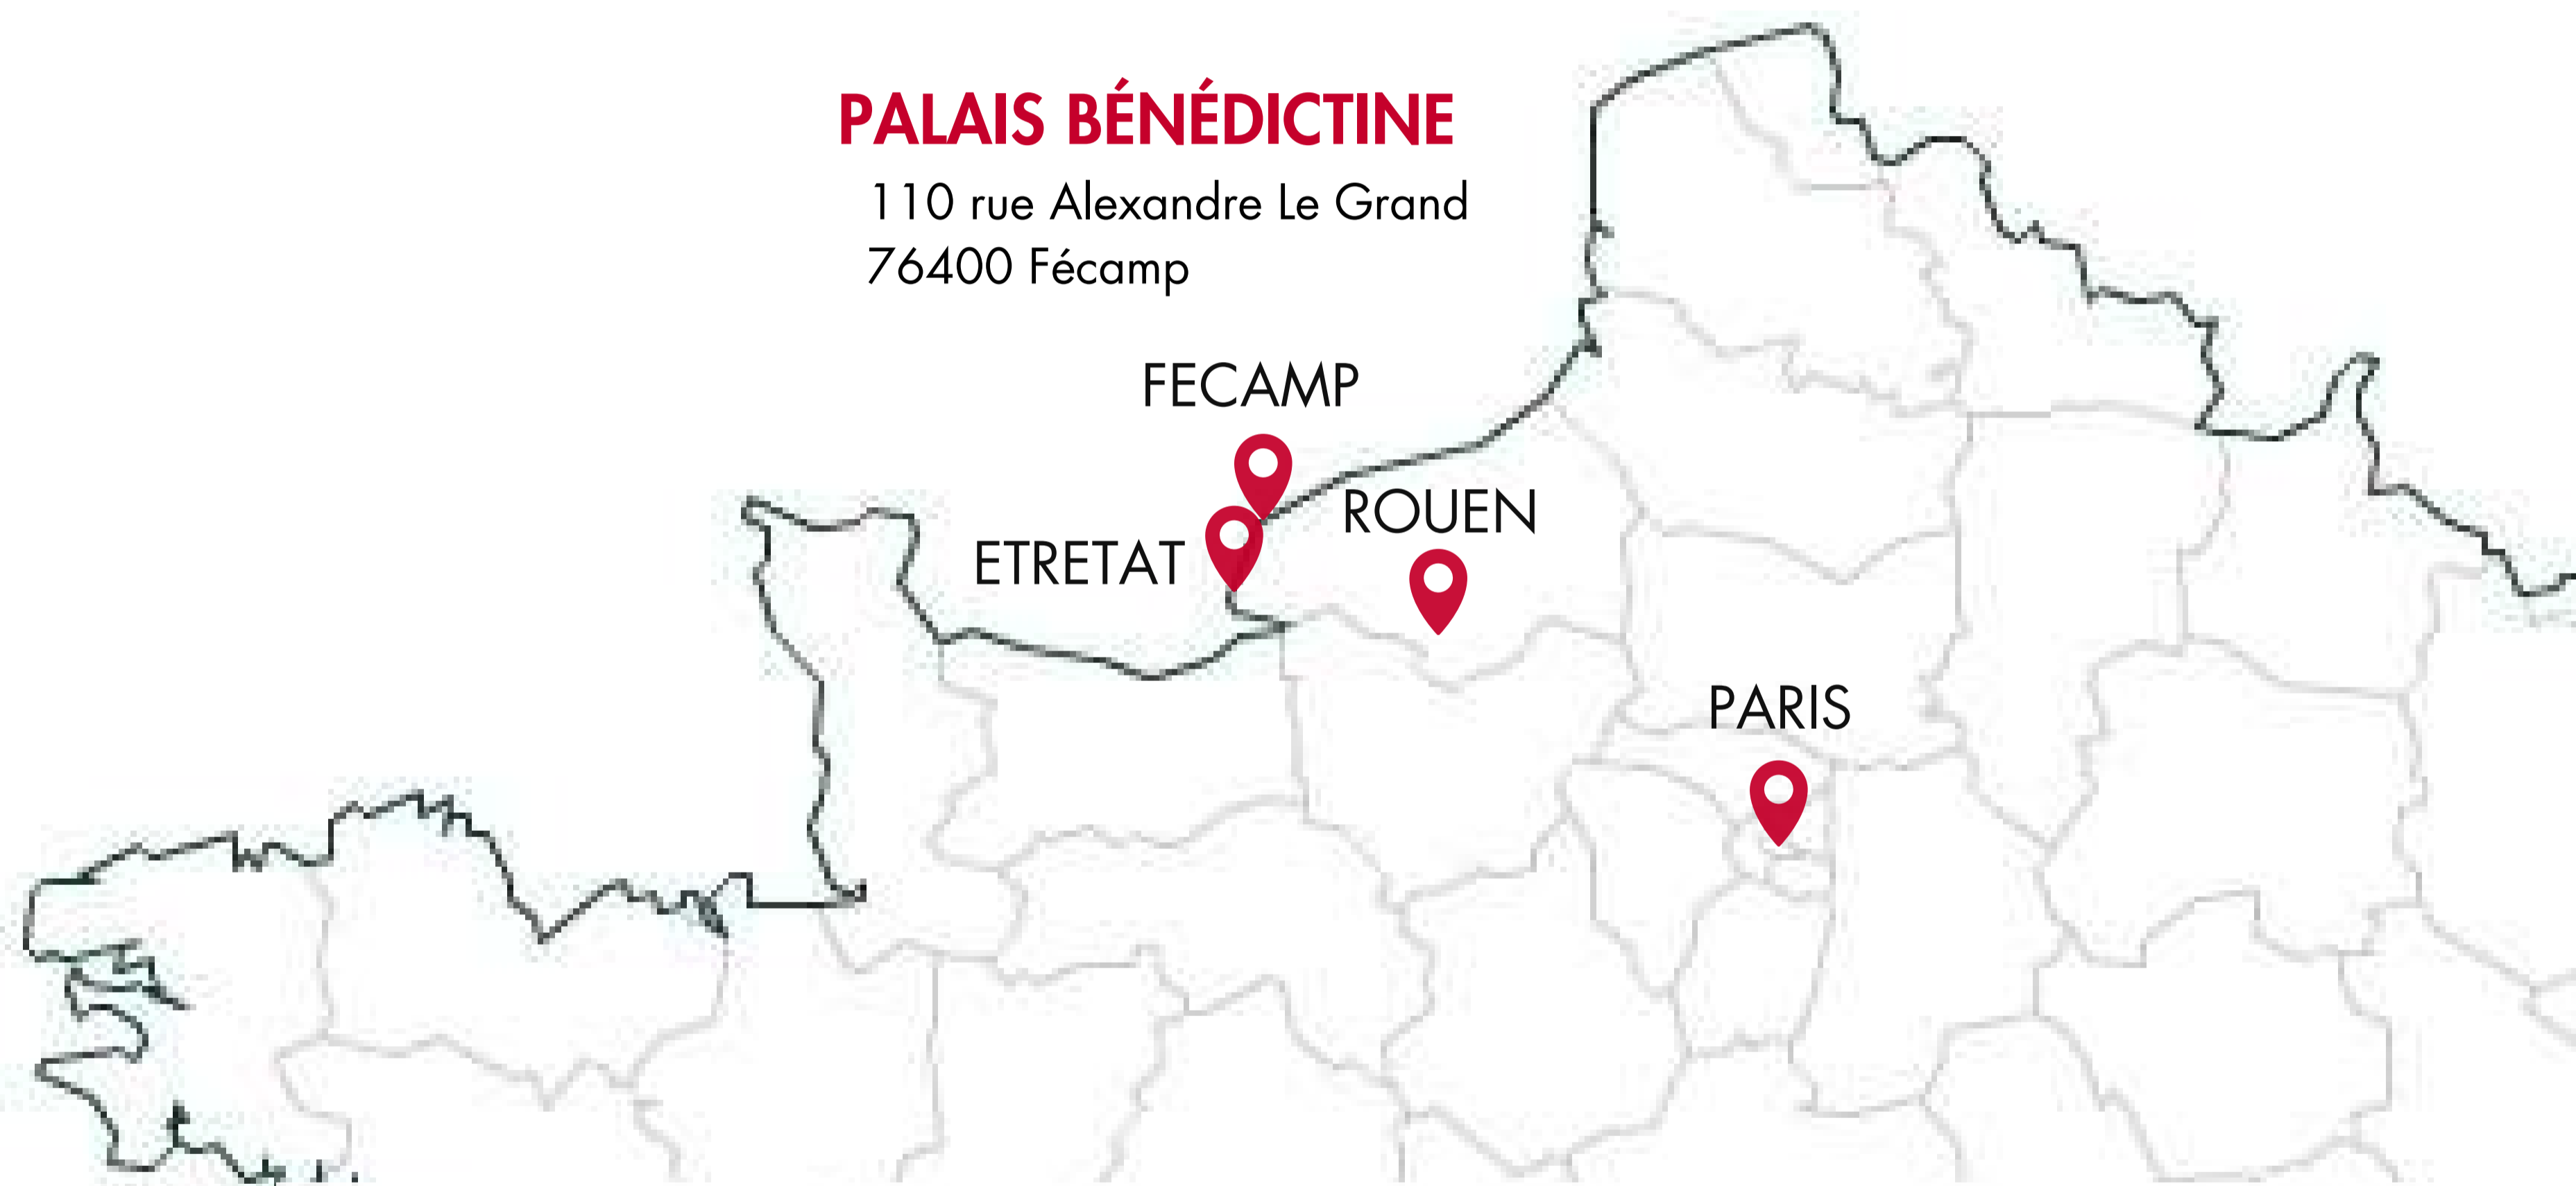 PALAIS BÉNÉDICTINE
110 rue Alexandre Le Grand
76400 Fécamp
FECAMP
ROUEN
ETRETAT
PARIS